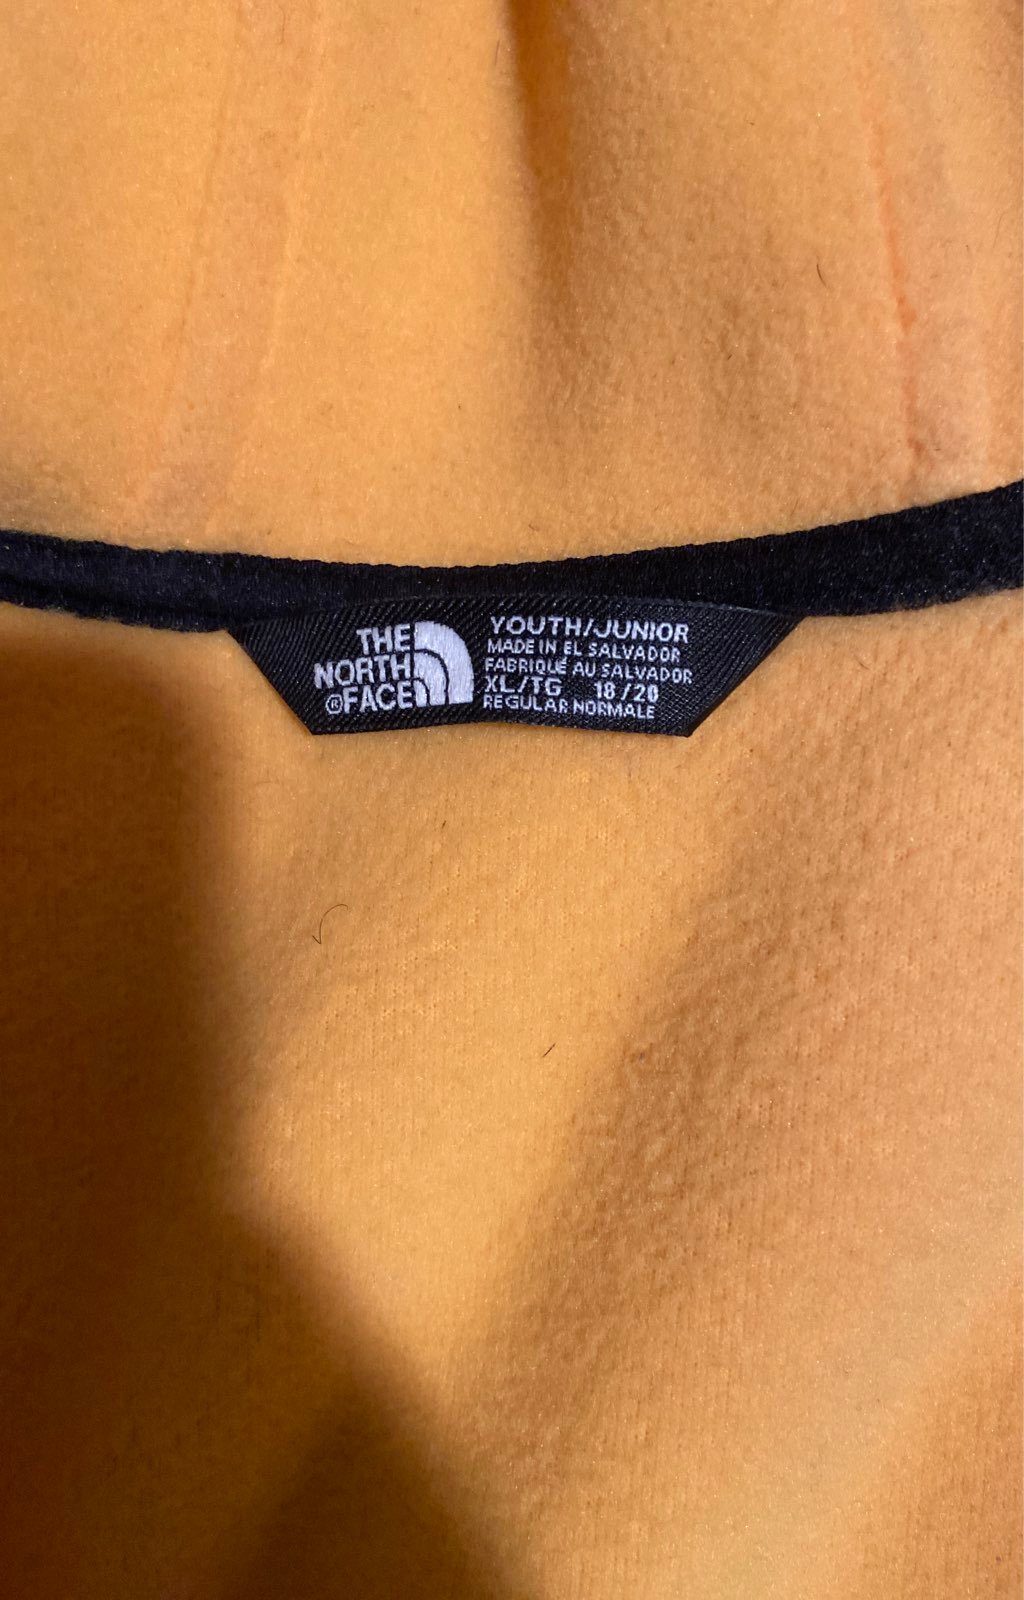 THE
NORTH
®FACE
YOUTH/JUNIOR
MADE IN EL SALVADOR
FABRIQUÉ AU SALVADOR
XL/TG 18/20
REGULAR NORMALE